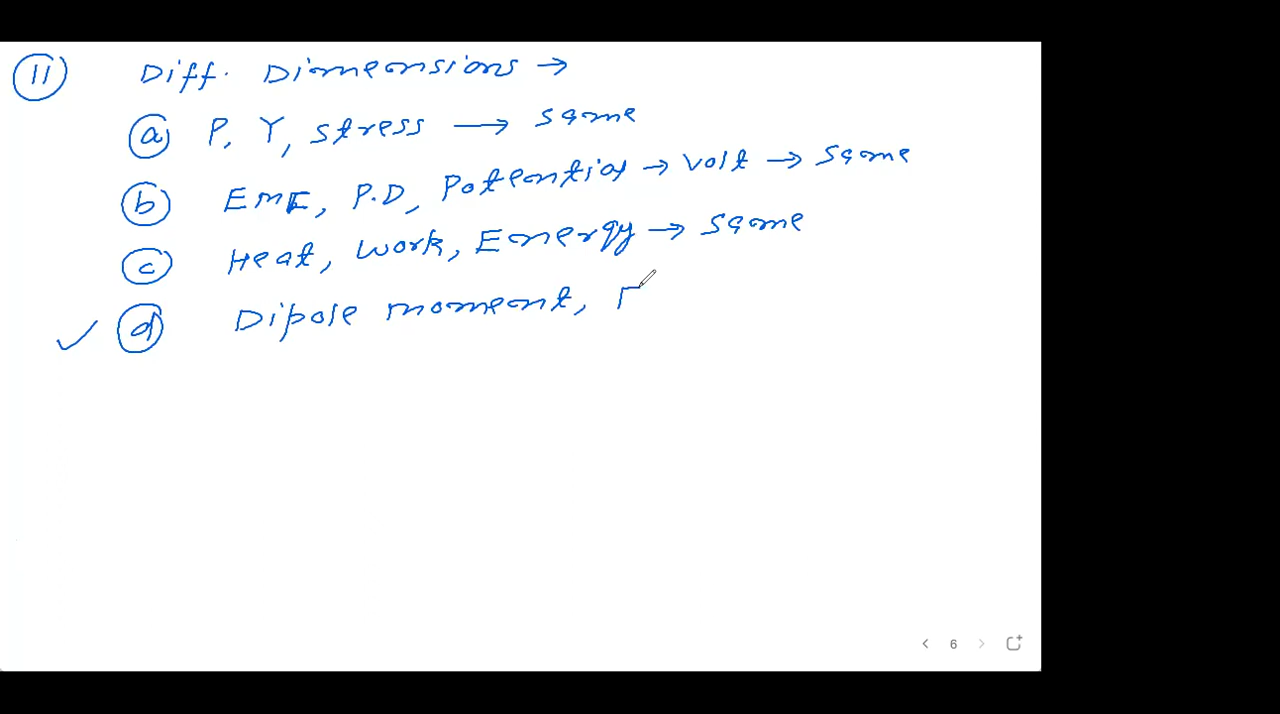 11 Diff. Dimensions →
a P, Y, stress → same
b EMF, P.D, Potential → volt → same
c Heat, work, Energy → same
✓ d Dipole moment,
< 6 >